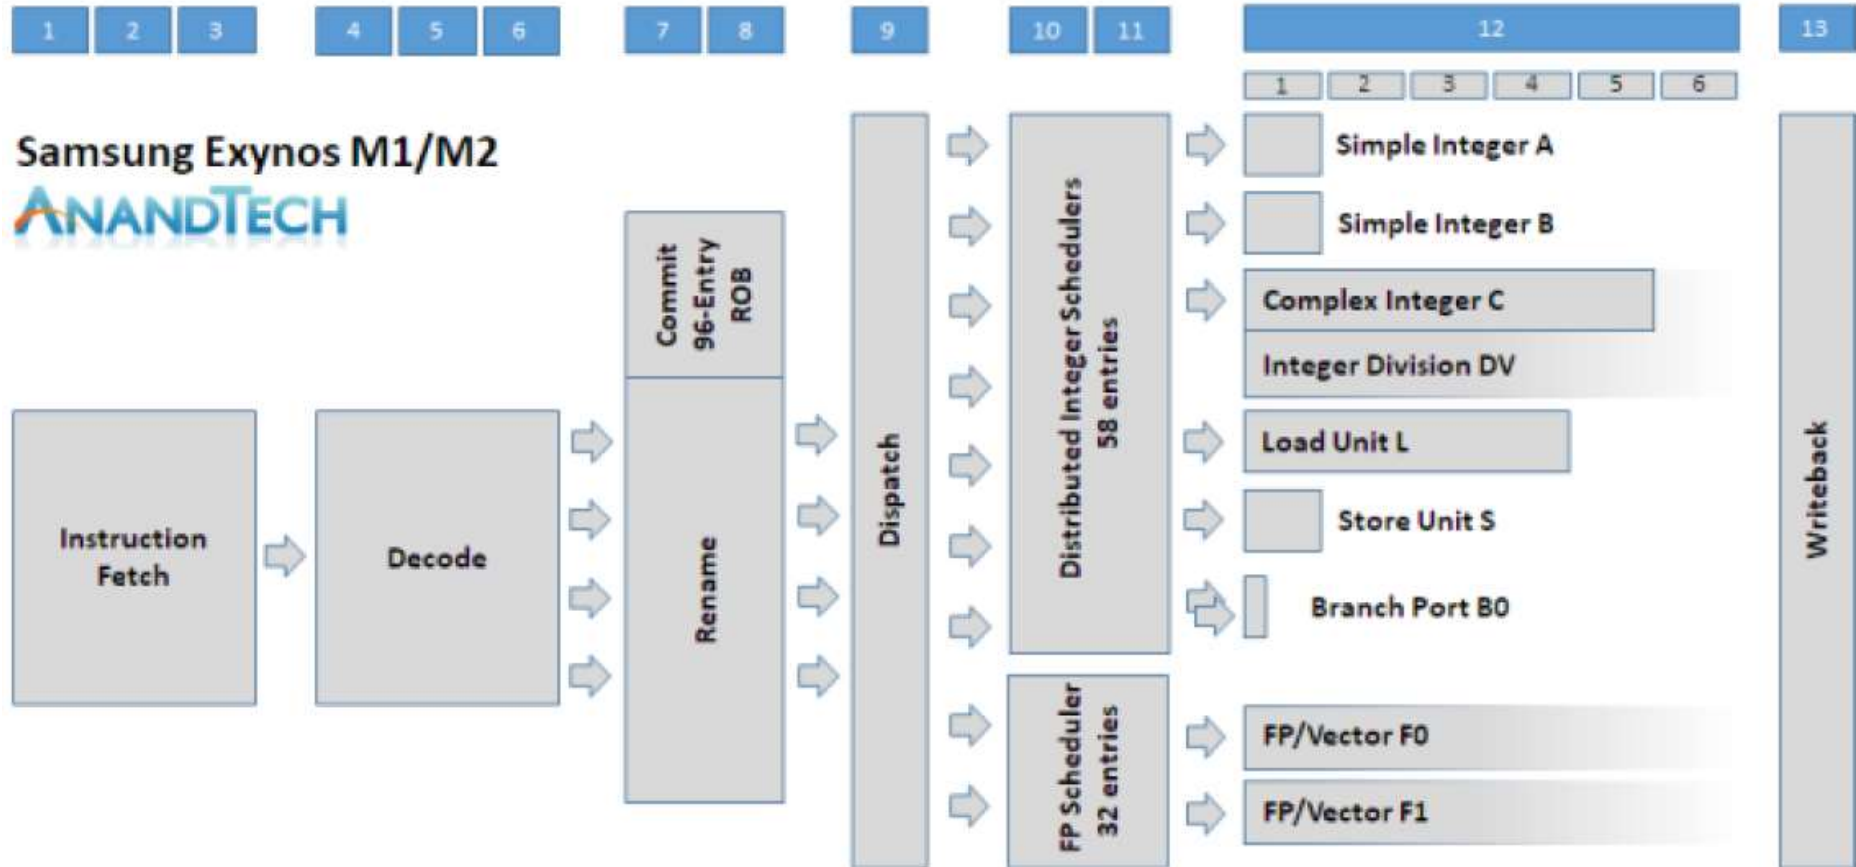 1 2 3 4 5 6 7 8 9 10 11 12 13
1 2 3 4 5 6
Samsung Exynos M1/M2
ANANDTECH
Instruction
Fetch
Decode
Commit
96-Entry
ROB
Rename
Dispatch
Distributed Integer Schedulers
58 entries
FP Scheduler
32 entries
Simple Integer A
Simple Integer B
Complex Integer C
Integer Division DV
Load Unit L
Store Unit S
Branch Port B0
FP/Vector F0
FP/Vector F1
Writeback